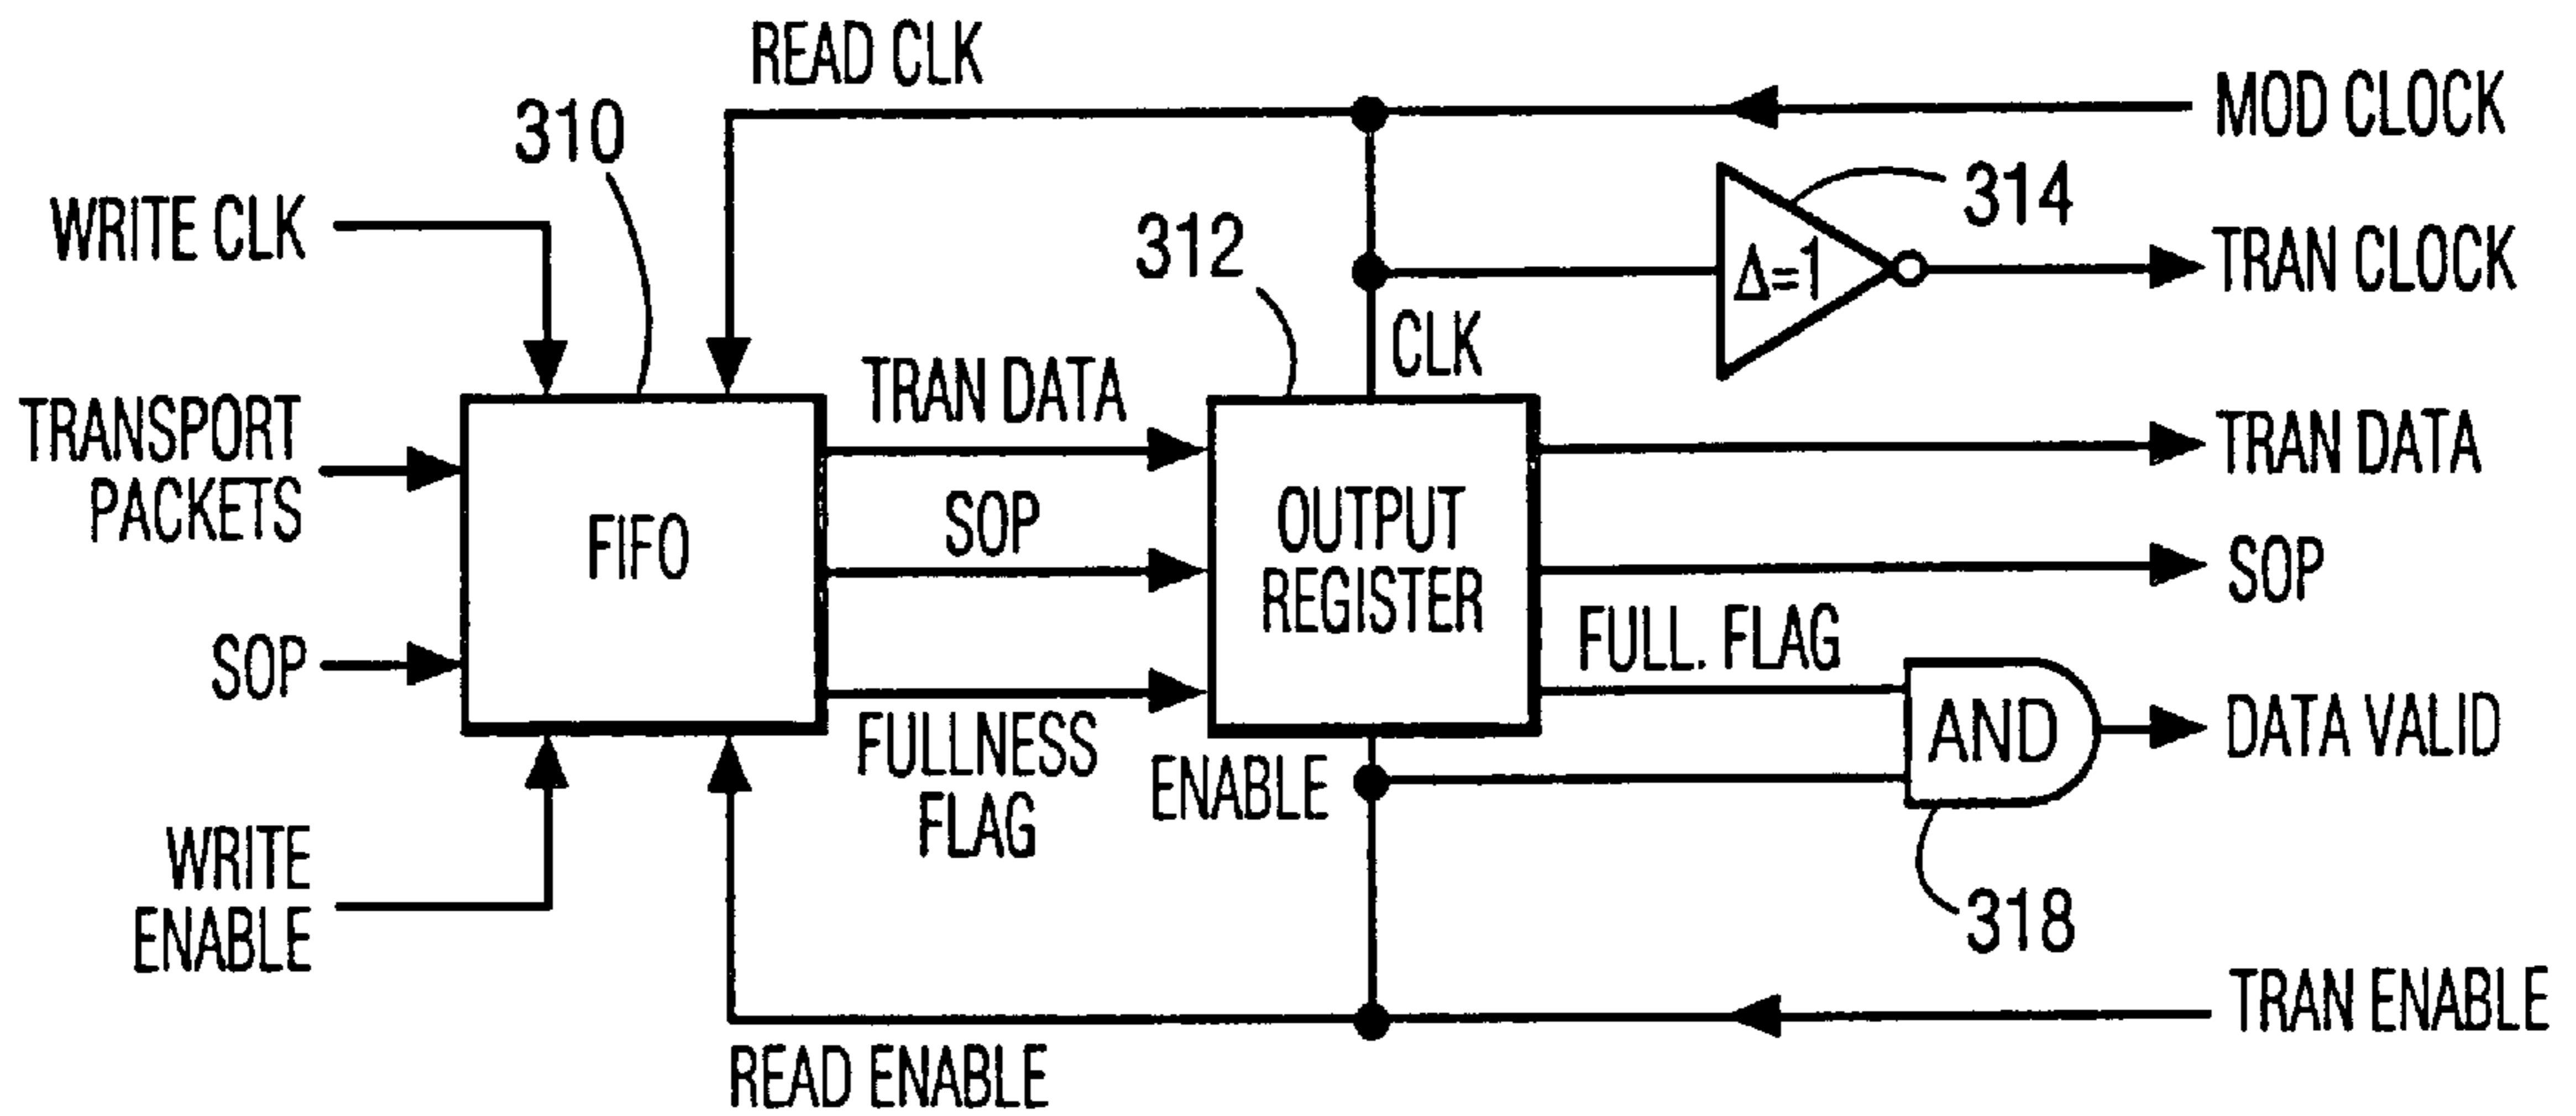 READ CLK
MOD CLOCK
310
314
WRITE CLK
312
Δ=1
TRAN CLOCK
CLK
TRANSPORT
PACKETS
TRAN DATA
TRAN DATA
FIFO
SOP
OUTPUT
REGISTER
SOP
SOP
FULL. FLAG
FULLNESS
FLAG
ENABLE
AND
DATA VALID
WRITE
ENABLE
318
TRAN ENABLE
READ ENABLE